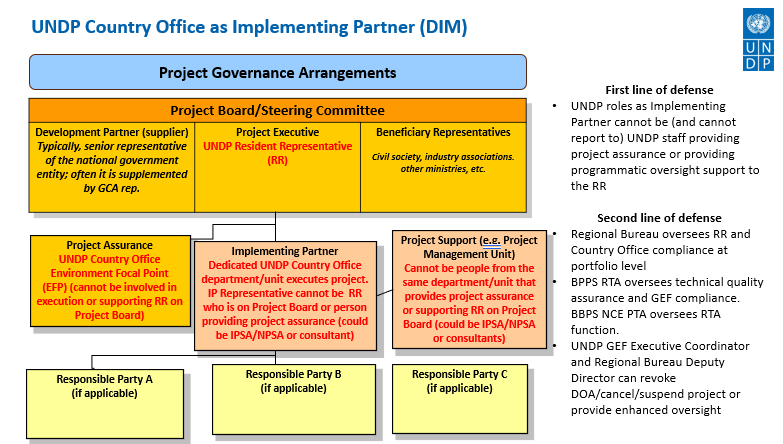 UNDP Country Office as Implementing Partner (DIM)
U N
D P
Project Governance Arrangements
Project Board/Steering Committee
Development Partner (supplier)
Typically, senior representative
of the national government
entity; often it is supplemented
by GCA rep.
Project Executive
UNDP Resident Representative
(RR)
Beneficiary Representatives
Civil society, industry associations.
other ministries, etc.
Project Assurance
UNDP Country Office
Environment Focal Point
(EFP) (cannot be involved in
execution or supporting RR on
Project Board)
Implementing Partner
Dedicated UNDP Country Office
department/unit executes project.
IP Representative cannot be RR
who is on Project Board or person
providing project assurance (could
be IPSA/NPSA or consultant)
Project Support (e.g. Project
Management Unit)
Cannot be people from the
same department/unit that
provides project assurance
or supporting RR on Project
Board (could be IPSA/NPSA
or consultants)
Responsible Party A
(if applicable)
Responsible Party B
(if applicable)
Responsible Party C
(if applicable)
First line of defense
• UNDP roles as Implementing
Partner cannot be (and cannot
report to) UNDP staff providing
project assurance or providing
programmatic oversight support to
the RR
Second line of defense
• Regional Bureau oversees RR and
Country Office compliance at
portfolio level
• BPPS RTA oversees technical quality
assurance and GEF compliance.
BBPS NCE PTA oversees RTA
function.
• UNDP GEF Executive Coordinator
and Regional Bureau Deputy
Director can revoke
DOA/cancel/suspend project or
provide enhanced oversight